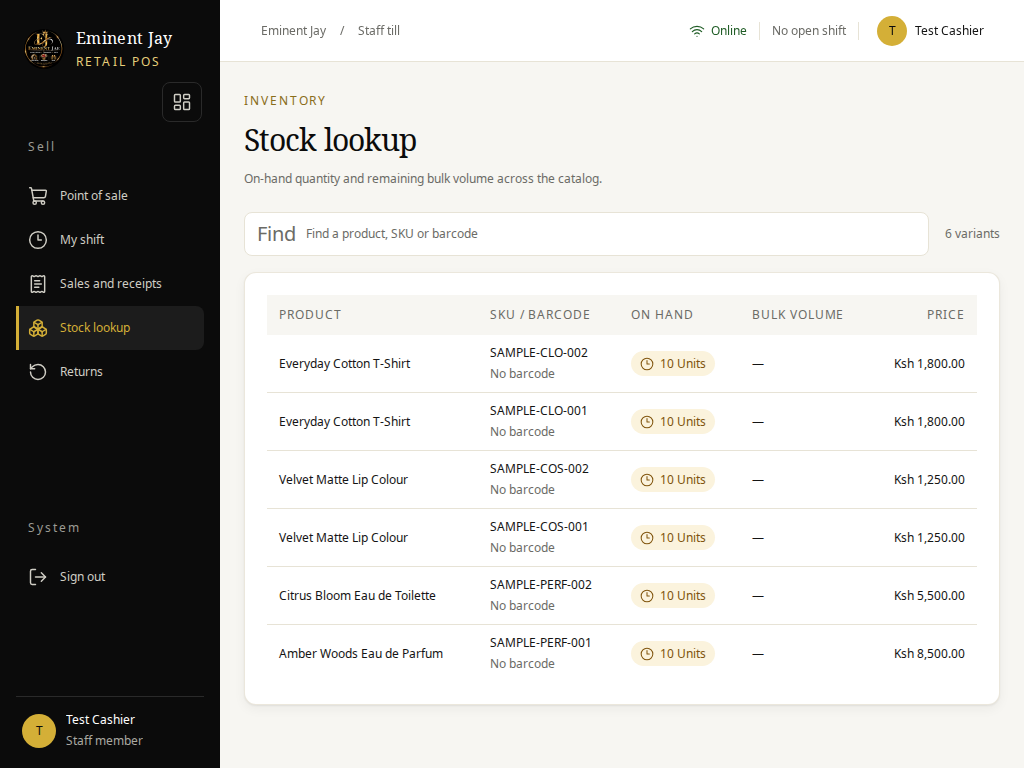 Eminent Jay
RETAIL POS
Sell
Point of sale
My shift
Sales and receipts
Stock lookup
Returns
System
Sign out
T
Test Cashier
Staff member
Eminent Jay / Staff till
Online
No open shift
T
Test Cashier
INVENTORY
Stock lookup
On-hand quantity and remaining bulk volume across the catalog.
Find Find a product, SKU or barcode
6 variants
PRODUCT SKU / BARCODE ON HAND BULK VOLUME PRICE
Everyday Cotton T-Shirt SAMPLE-CLO-002 10 Units — Ksh 1,800.00
No barcode
Everyday Cotton T-Shirt SAMPLE-CLO-001 10 Units — Ksh 1,800.00
No barcode
Velvet Matte Lip Colour SAMPLE-COS-002 10 Units — Ksh 1,250.00
No barcode
Velvet Matte Lip Colour SAMPLE-COS-001 10 Units — Ksh 1,250.00
No barcode
Citrus Bloom Eau de Toilette SAMPLE-PERF-002 10 Units — Ksh 5,500.00
No barcode
Amber Woods Eau de Parfum SAMPLE-PERF-001 10 Units — Ksh 8,500.00
No barcode